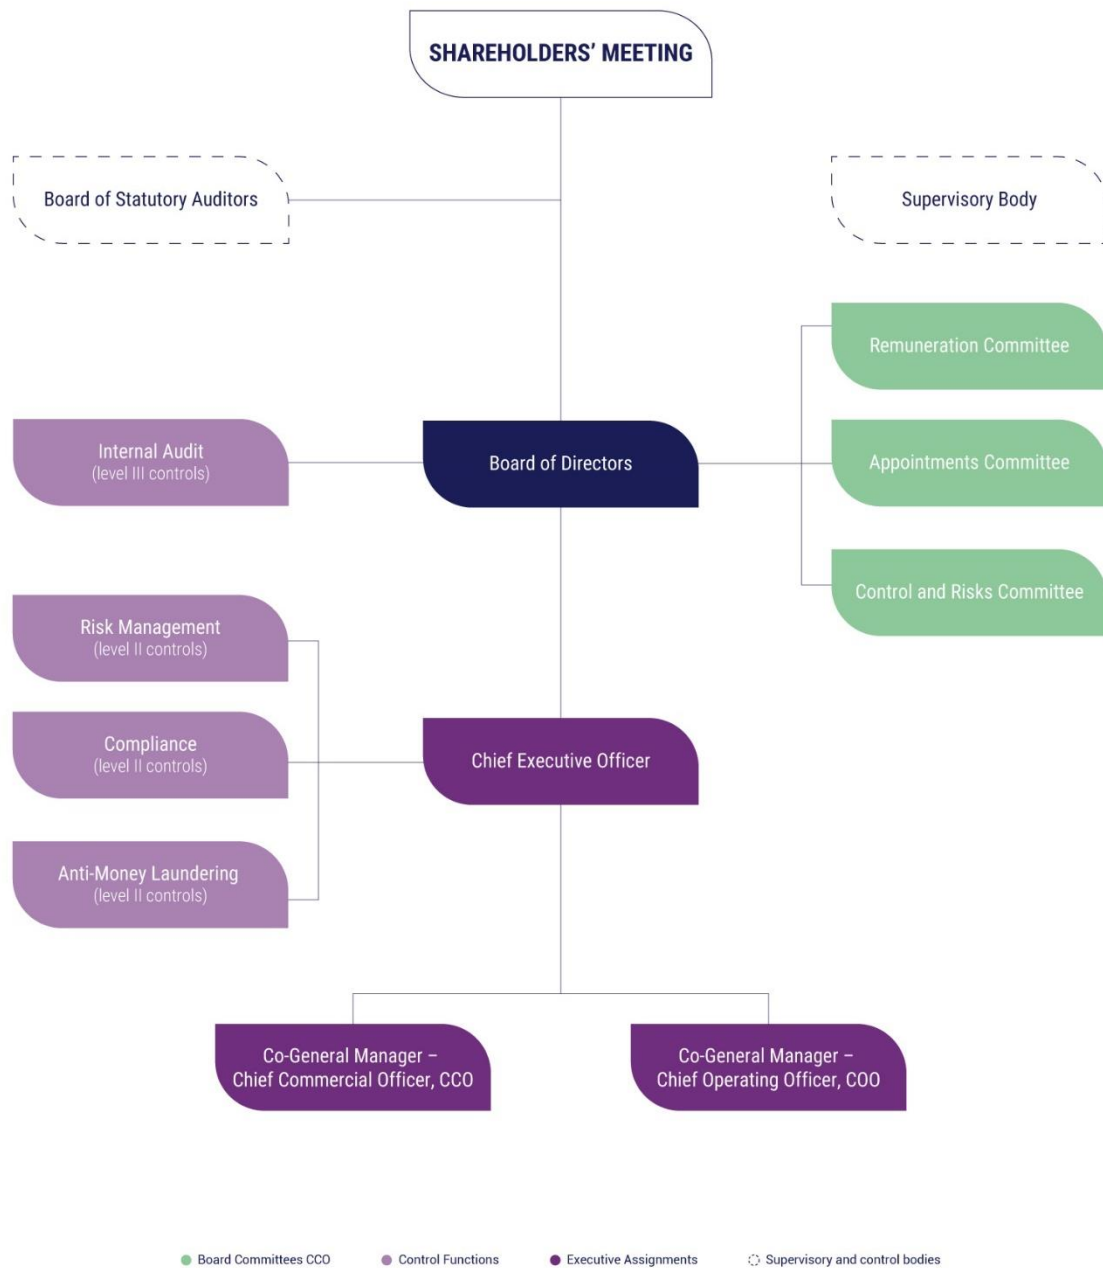 SHAREHOLDERS' MEETING
Board of Statutory Auditors
Supervisory Body
Remuneration Committee
Internal Audit
(level III controls)
Board of Directors
Appointments Committee
Control and Risks Committee
Risk Management
(level II controls)
Compliance
(level II controls)
Chief Executive Officer
Anti-Money Laundering
(level II controls)
Co-General Manager –
Chief Commercial Officer, CCO
Co-General Manager –
Chief Operating Officer, COO
Board Committees CCO
Control Functions
Executive Assignments
Supervisory and control bodies